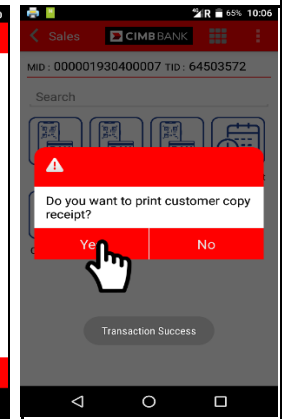 R 65% 10:06
Sales CIMB BANK
MID : 000001930400007 TID : 64503572
Search
Do you want to print customer copy
receipt?
Yes No
Transaction Success